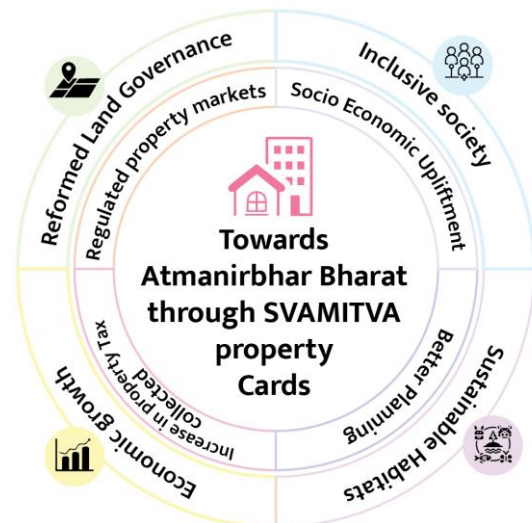 Reformed Land Governance
Inclusive society
Regulated property markets
Socio Economic Upliftment
Towards
Atmanirbhar Bharat
through SVAMITVA
property
Cards
Increase in property Tax
collected
Better Planning
Economic growth
Sustainable Habitats